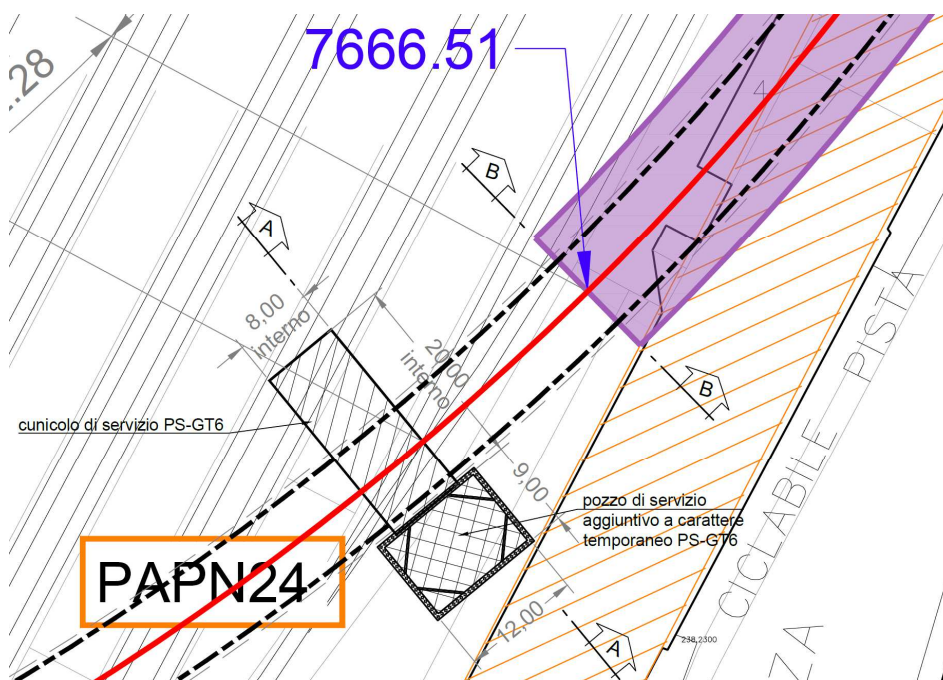 7666.51
.28
B
A
8,00
interno
20,00
interno
B
cunicolo di servizio PS-GT6
9,00
pozzo di servizio
aggiuntivo a carattere
temporaneo PS-GT6
PAPN24
12,00
A
238,2300
CICLABILE PISTA
ZA